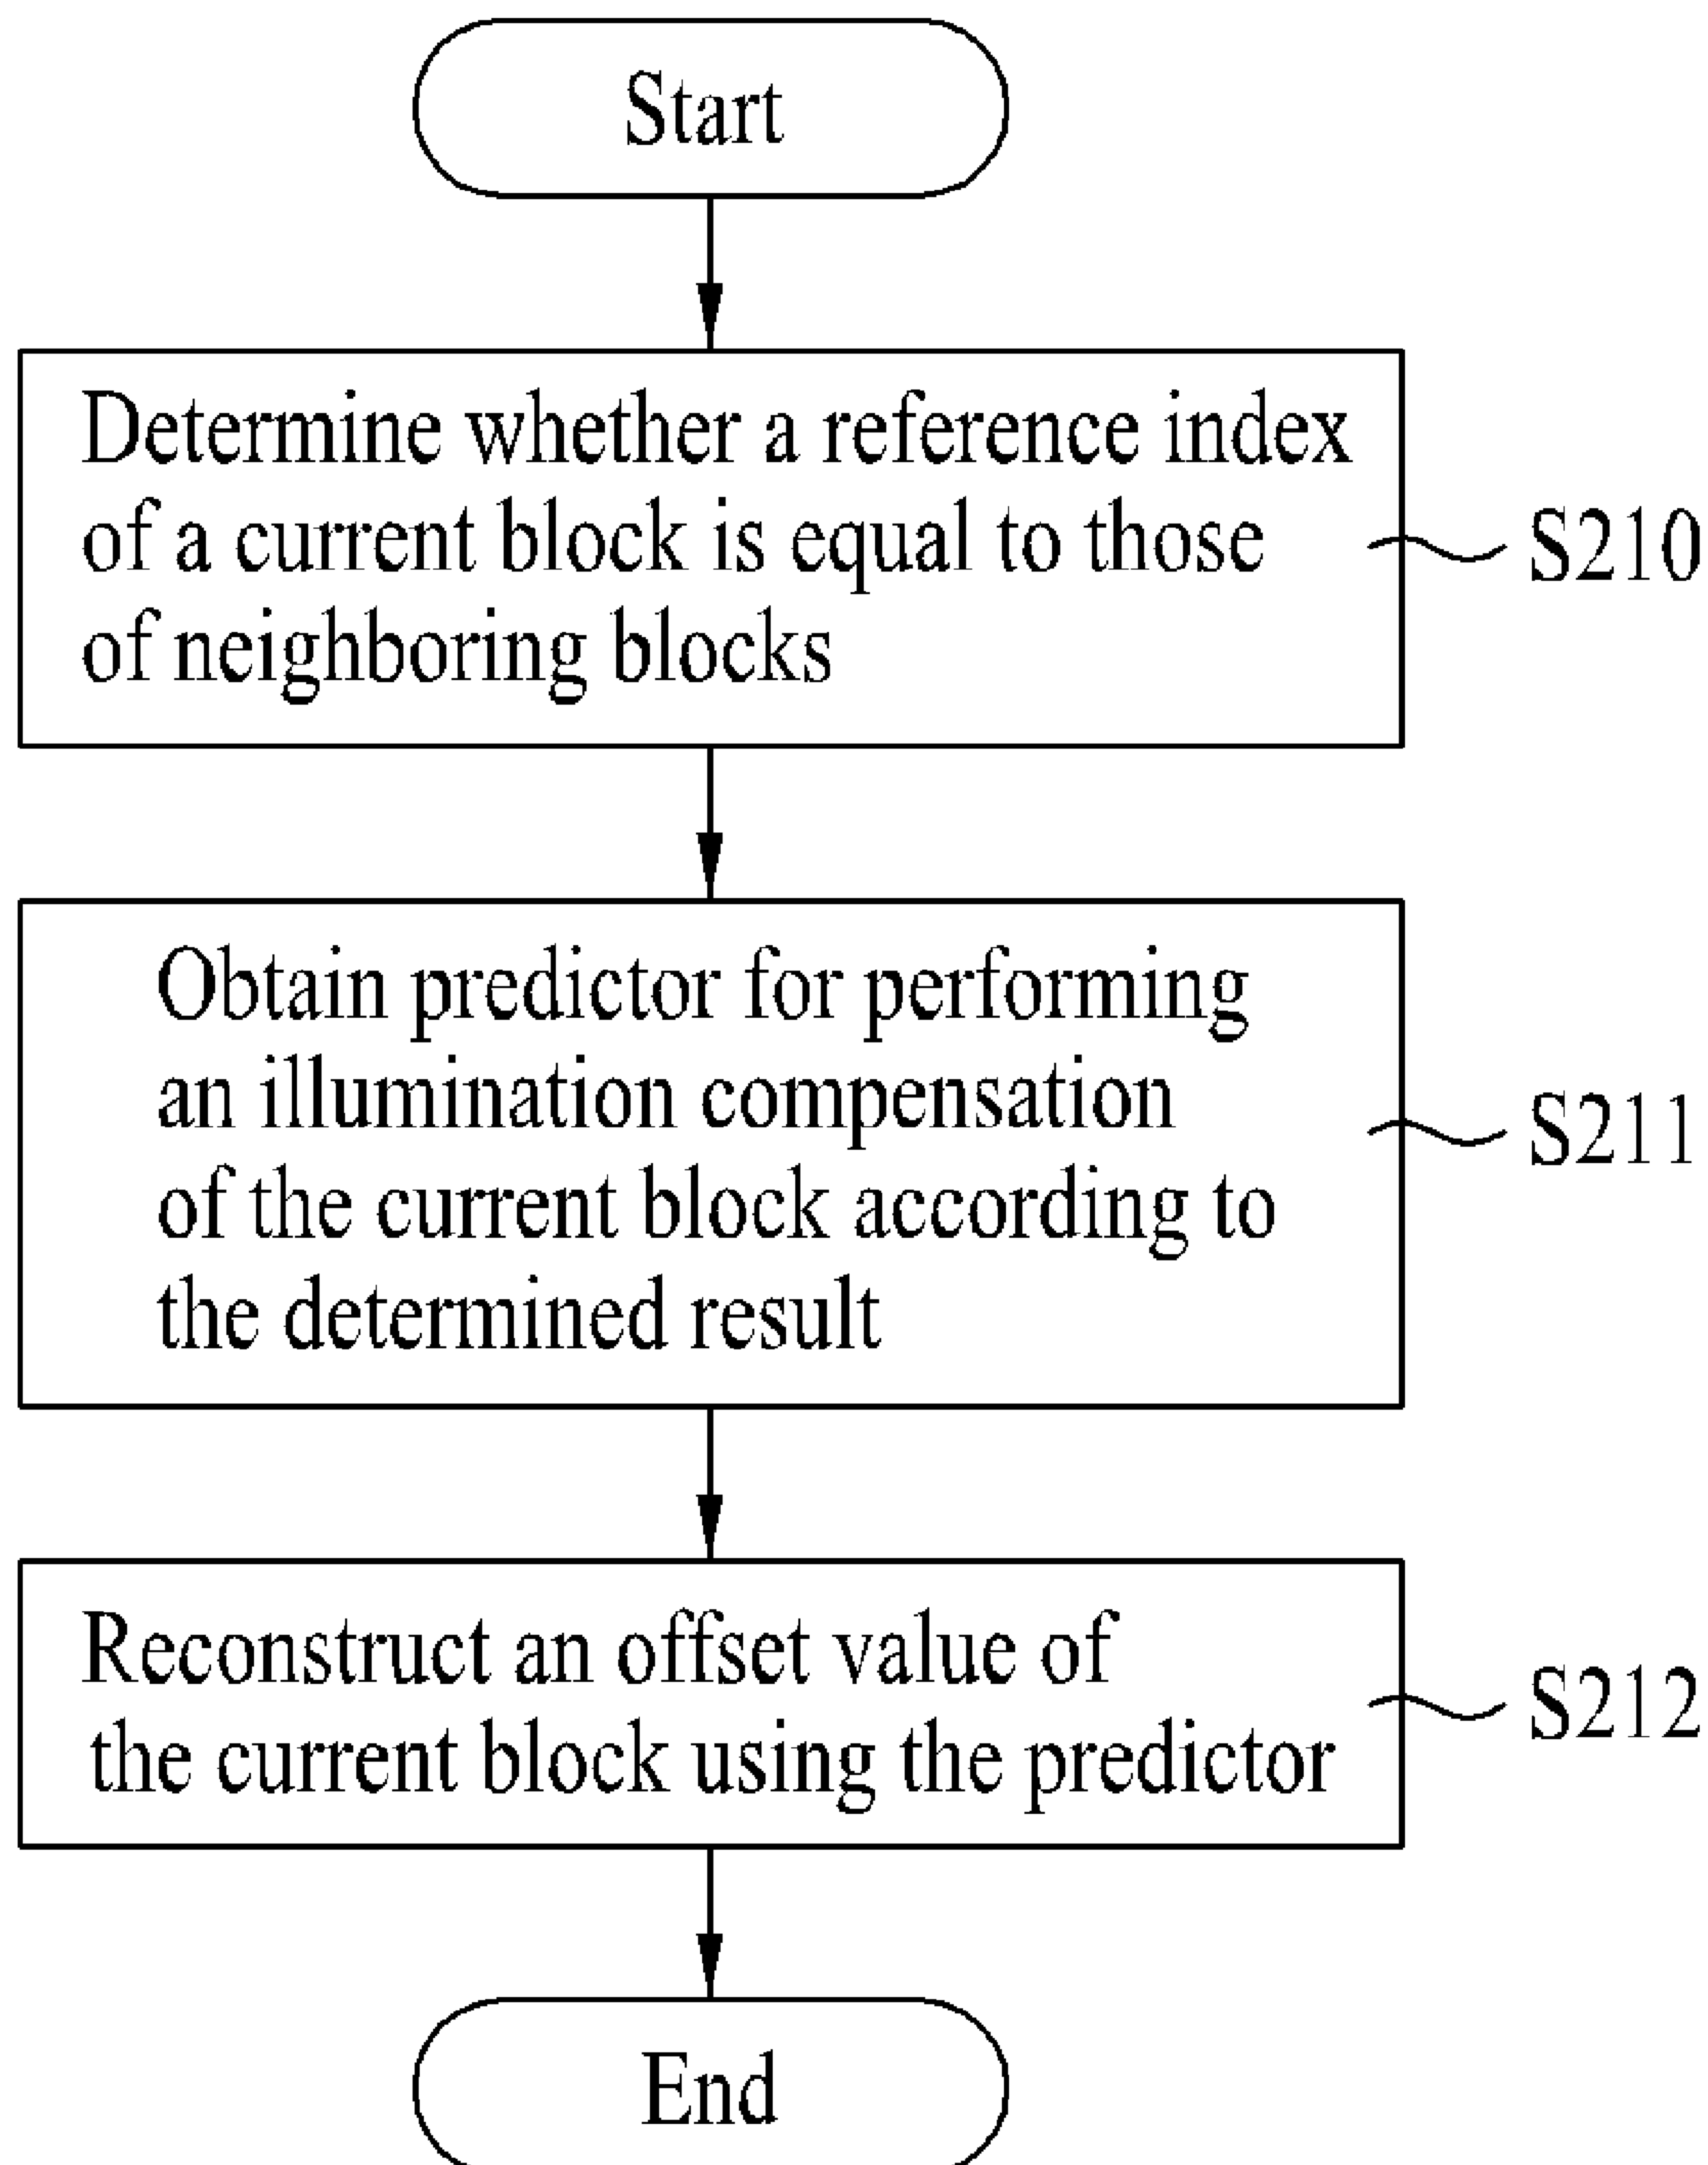 Start
Determine whether a reference index
of a current block is equal to those
of neighboring blocks
S210
Obtain predictor for performing
an illumination compensation
of the current block according to
the determined result
S211
Reconstruct an offset value of
the current block using the predictor
S212
End